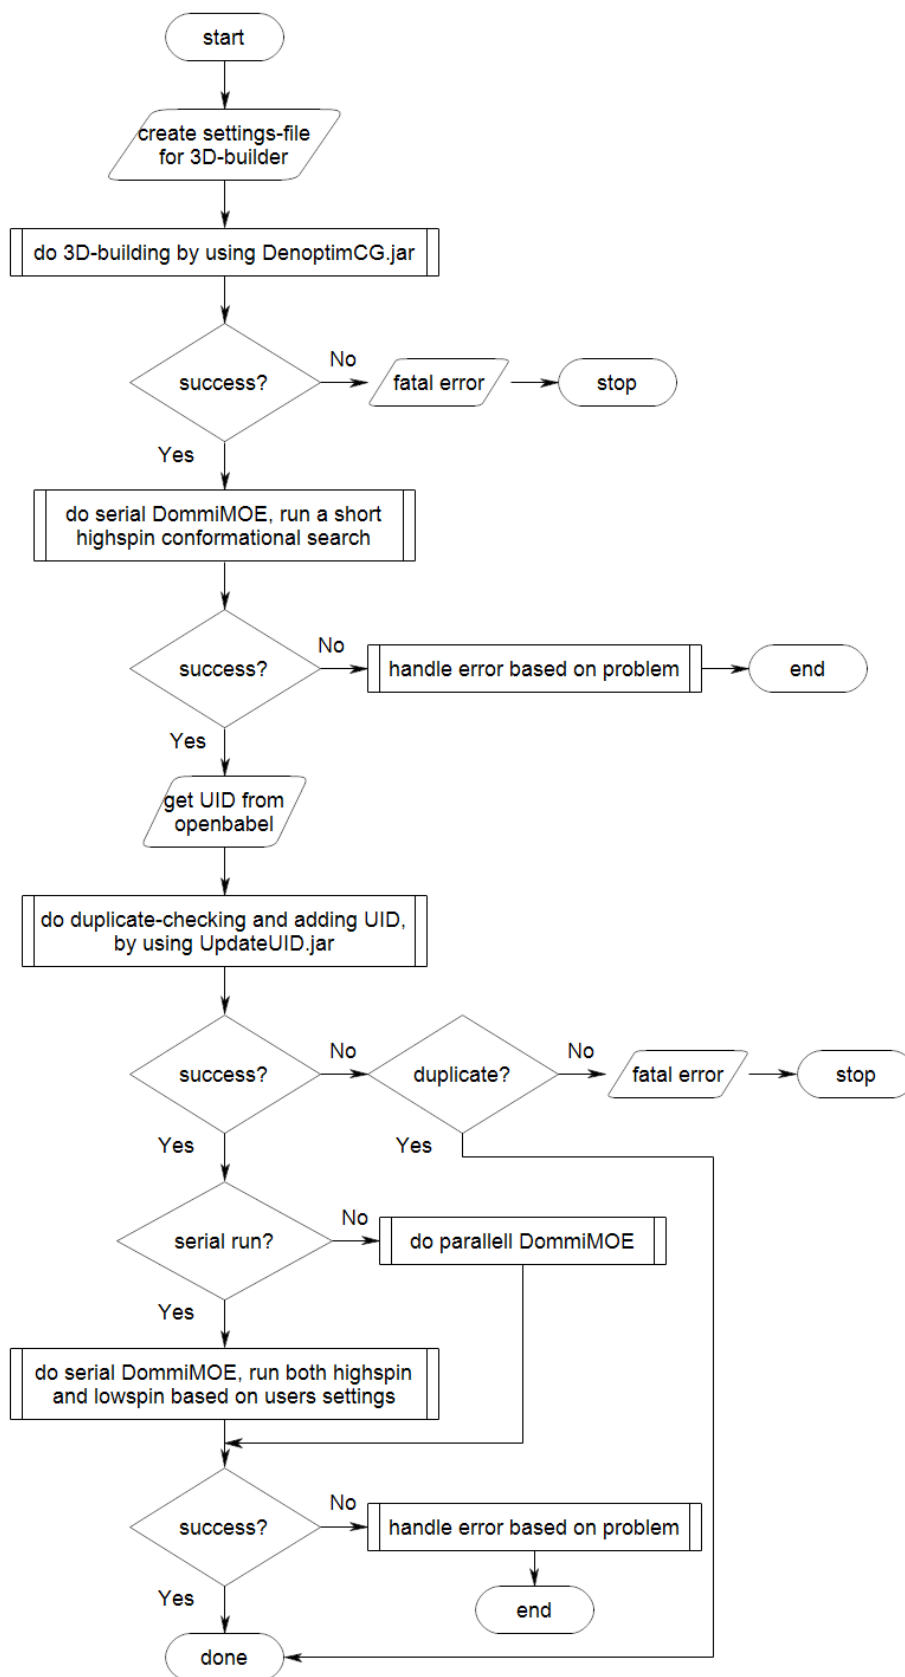 start
create settings-file
for 3D-builder
do 3D-building by using DenoptimCG.jar
success?
No
fatal error
stop
Yes
do serial DommiMOE, run a short
highspin conformational search
success?
No
handle error based on problem
end
Yes
get UID from
openbabel
do duplicate-checking and adding UID,
by using UpdateUID.jar
success?
No
duplicate?
No
fatal error
stop
Yes
Yes
serial run?
No
do parallell DommiMOE
Yes
do serial DommiMOE, run both highspin
and lowspin based on users settings
success?
No
handle error based on problem
Yes
end
done